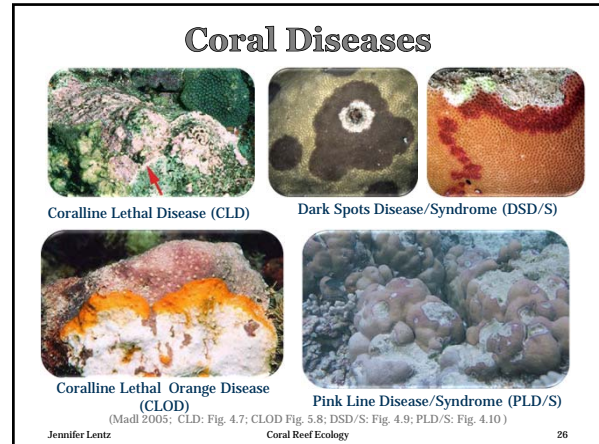 Coral Diseases
Coralline Lethal Disease (CLD)
Dark Spots Disease/Syndrome (DSD/S)
Coralline Lethal Orange Disease
(CLOD)
Pink Line Disease/Syndrome (PLD/S)
(Madl 2005; CLD: Fig. 4.7; CLOD Fig. 5.8; DSD/S: Fig. 4.9; PLD/S: Fig. 4.10 )
Jennifer Lentz
Coral Reef Ecology
26